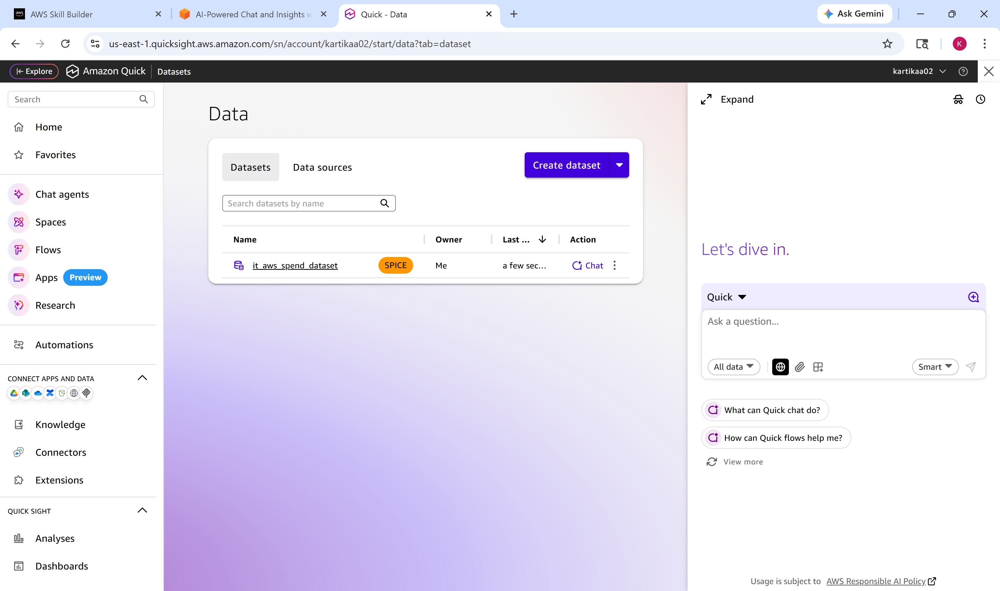 aws AWS Skill Builder
AI-Powered Chat and Insights w
Quick - Data
Ask Gemini
us-east-1.quicksight.aws.amazon.com/sn/account/kartikaa02/start/data?tab=dataset
K
Explore
Amazon Quick
Datasets
kartikaa02
Search
Home
Favorites
Chat agents
Spaces
Flows
Apps Preview
Research
Automations
CONNECT APPS AND DATA
Knowledge
Connectors
Extensions
QUICK SIGHT
Analyses
Dashboards
Data
Datasets
Data sources
Create dataset
Search datasets by name
Name Owner Last ... Action
it_aws_spend_dataset SPICE Me a few sec... Chat
Expand
Let's dive in.
Quick
Ask a question...
All data
Smart
What can Quick chat do?
How can Quick flows help me?
View more
Usage is subject to AWS Responsible AI Policy